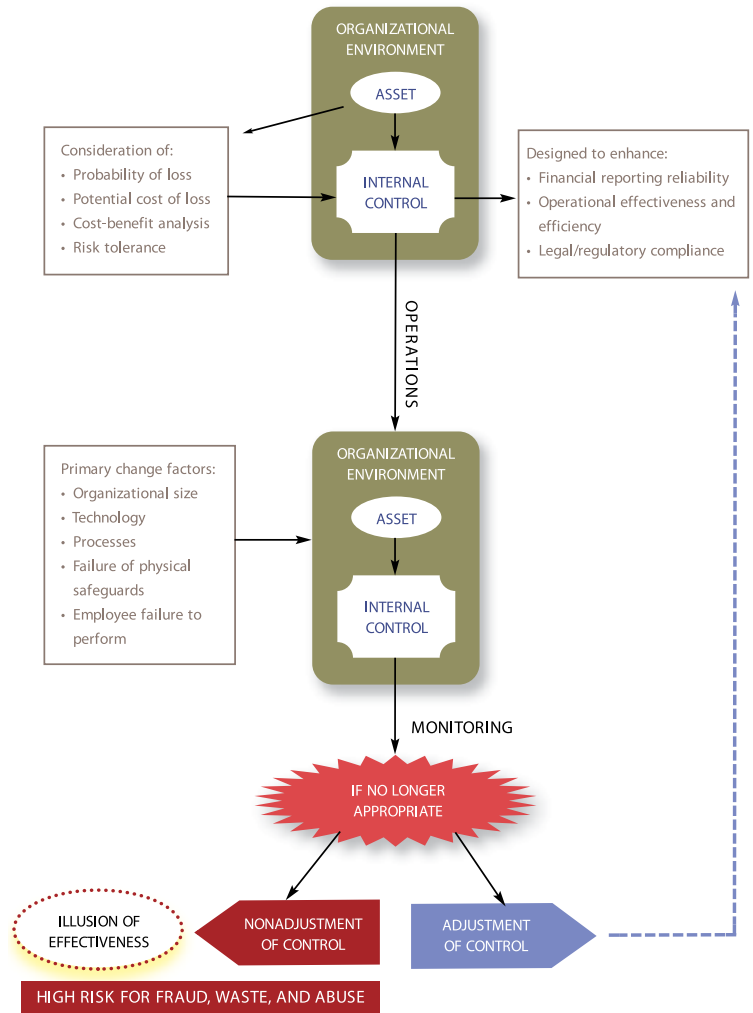 ORGANIZATIONAL
ENVIRONMENT
ASSET
INTERNAL
CONTROL
Consideration of:
• Probability of loss
• Potential cost of loss
• Cost-benefit analysis
• Risk tolerance
Designed to enhance:
• Financial reporting reliability
• Operational effectiveness and
efficiency
• Legal/regulatory compliance
OPERATIONS
ORGANIZATIONAL
ENVIRONMENT
ASSET
INTERNAL
CONTROL
Primary change factors:
• Organizational size
• Technology
• Processes
• Failure of physical
safeguards
• Employee failure to
perform
MONITORING
IF NO LONGER
APPROPRIATE
ILLUSION OF
EFFECTIVENESS
NONADJUSTMENT
OF CONTROL
ADJUSTMENT
OF CONTROL
HIGH RISK FOR FRAUD, WASTE, AND ABUSE